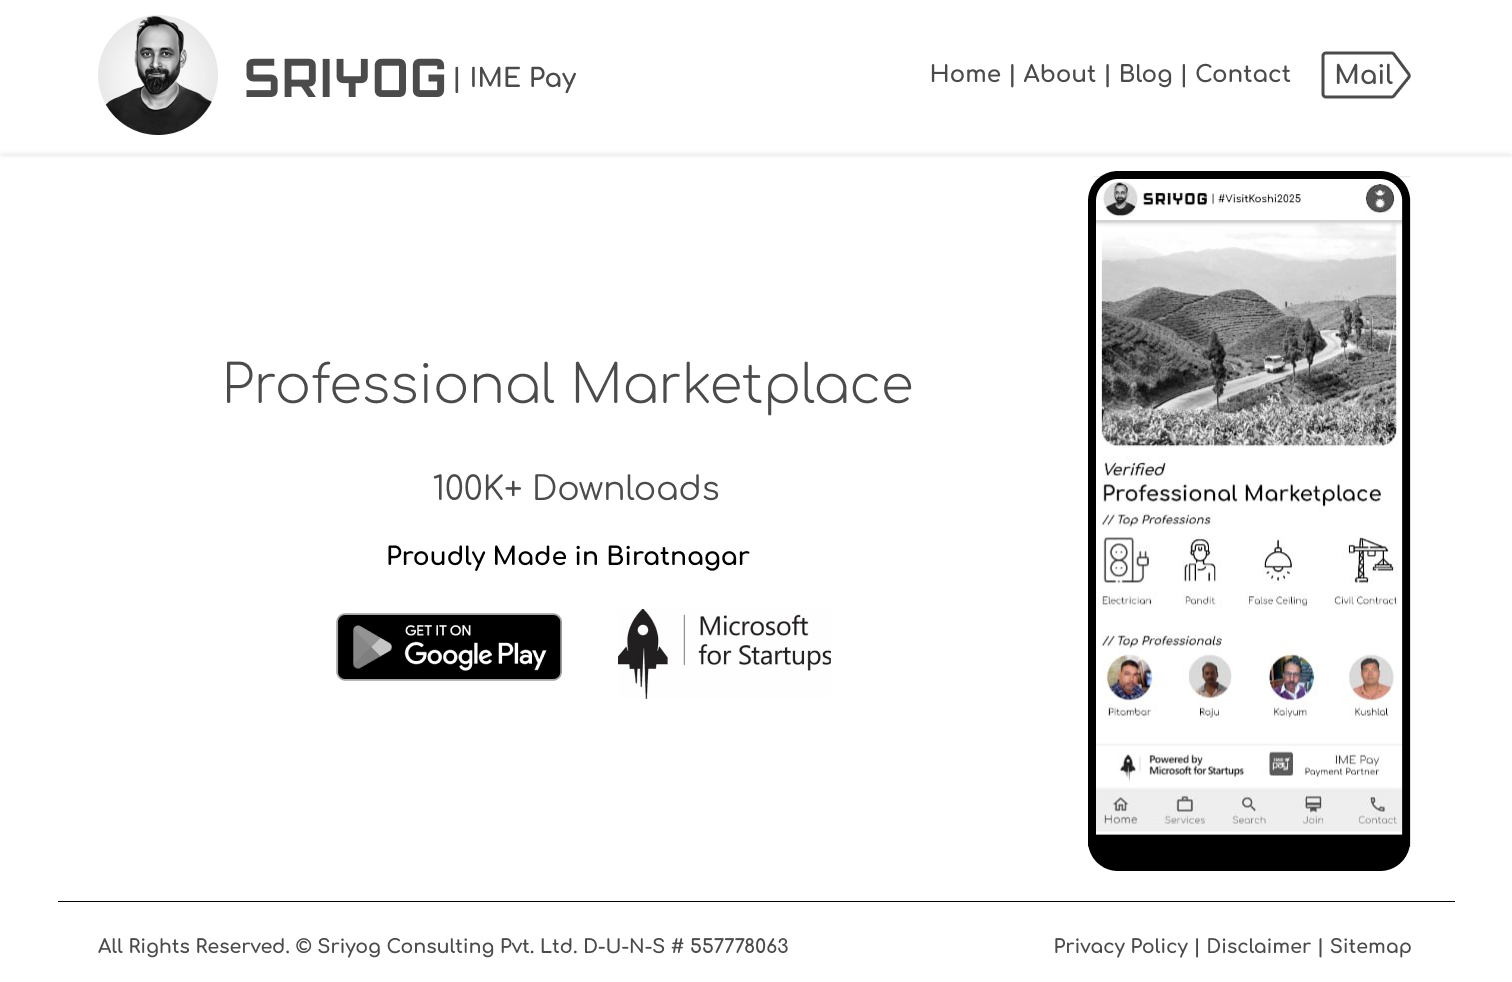 SRIYOG | IME Pay
Home | About | Blog | Contact
Mail
Professional Marketplace
100K+ Downloads
Proudly Made in Biratnagar
GET IT ON
Google Play
Microsoft
for Startups
SRIYOG | #VisitKoshi2025
Verified
Professional Marketplace
// Top Professions
Electrician Pandit False Ceiling Civil Contract
// Top Professionals
Pitambar Raju Kaiyum Kushlal
Powered by
Microsoft for Startups
pay
IME Pay
Payment Partner
Home Services Search Join Contact
All Rights Reserved. © Sriyog Consulting Pvt. Ltd. D-U-N-S # 557778063
Privacy Policy | Disclaimer | Sitemap